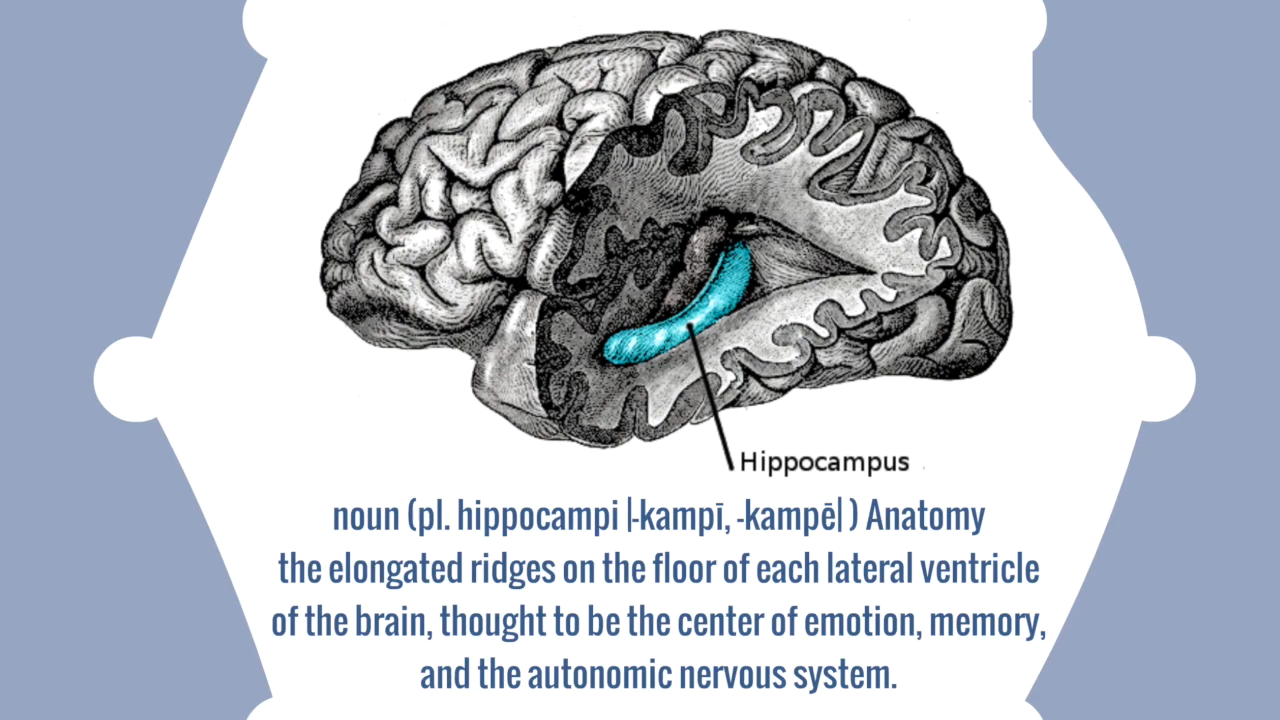 Hippocampus
noun (pl. hippocampi |-kampī, -kampē| ) Anatomy
the elongated ridges on the floor of each lateral ventricle
of the brain, thought to be the center of emotion, memory,
and the autonomic nervous system.